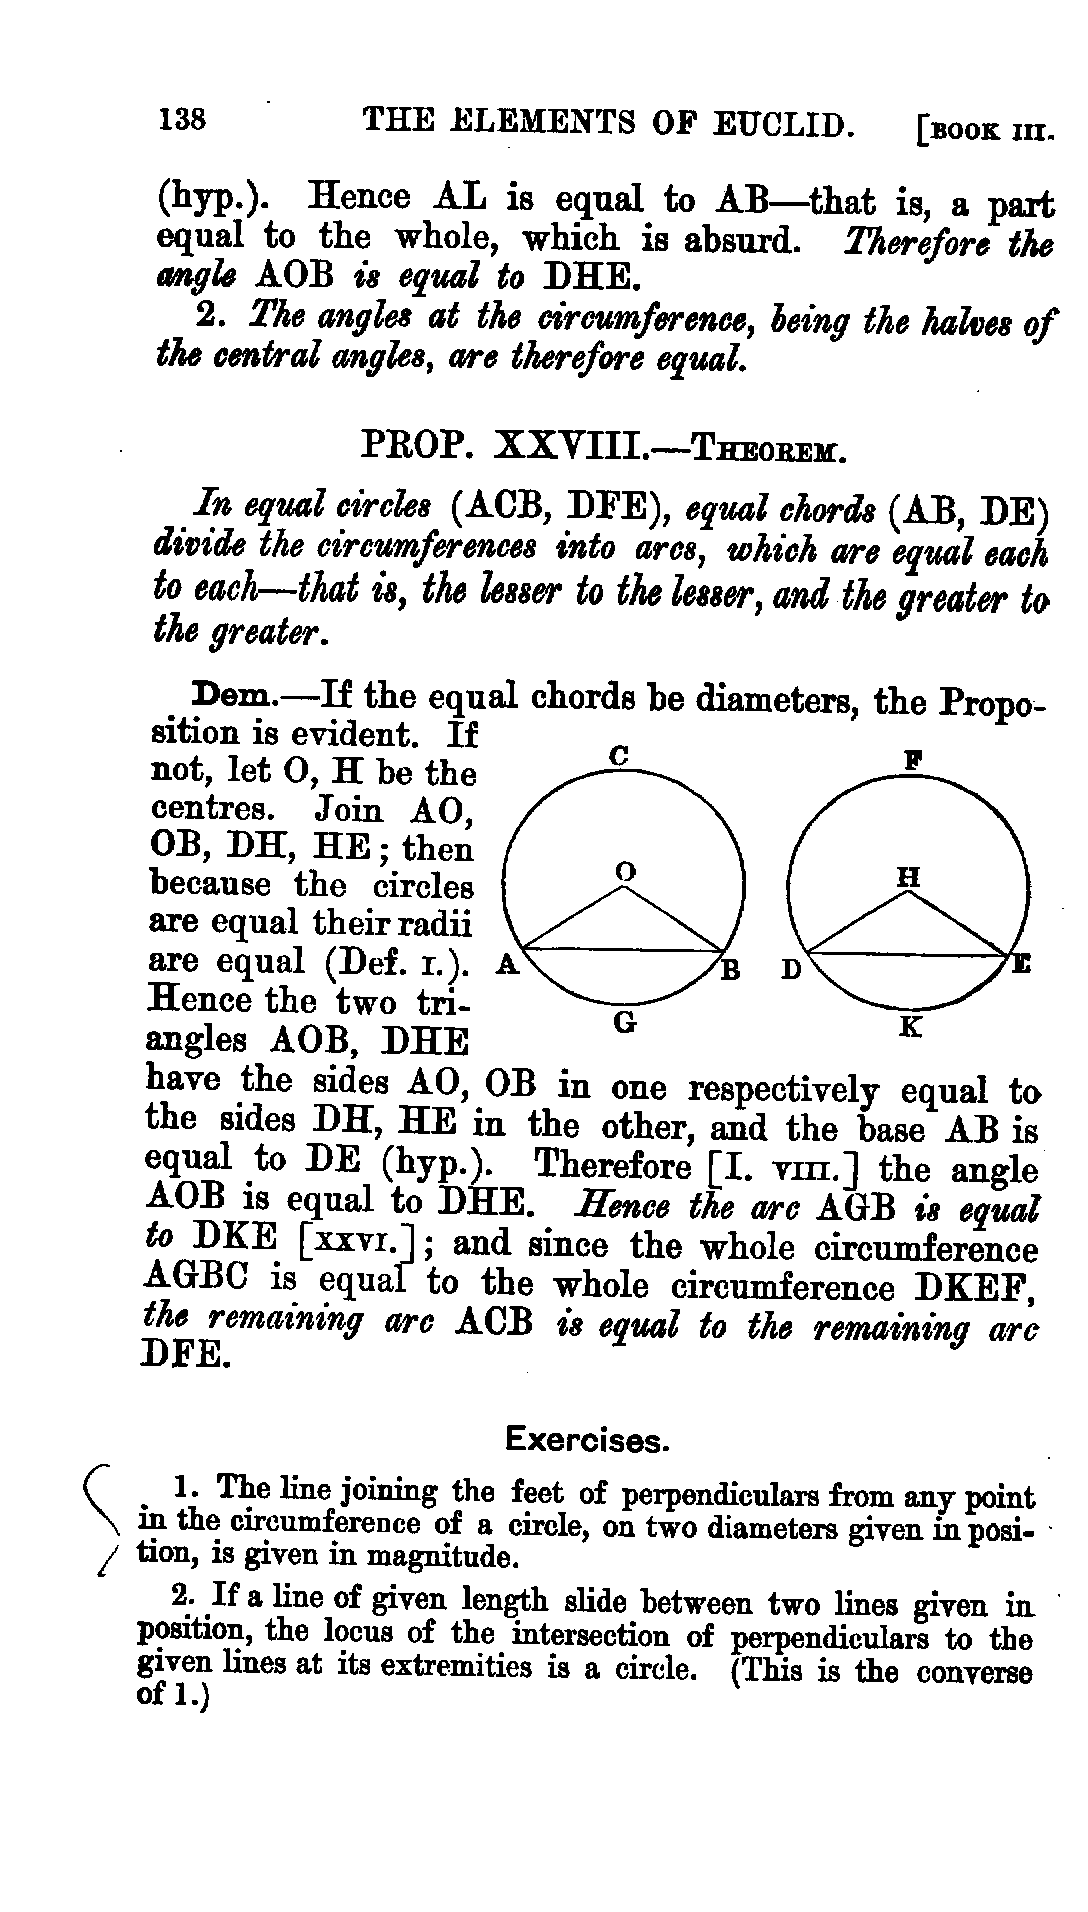 138 THE ELEMENTS OF EUCLID. [BOOK III.
(hyp.). Hence AL is equal to AB—that is, a part
equal to the whole, which is absurd. Therefore the
angle AOB is equal to DHE.
2. The angles at the circumference, being the halves of
the central angles, are therefore equal.
PROP. XXVIII.—THEOREM.
In equal circles (ACB, DFE), equal chords (AB, DE)
divide the circumferences into arcs, which are equal each
to each—that is, the lesser to the lesser, and the greater to
the greater.
Dem.—If the equal chords be diameters, the Propo-
sition is evident. If
not, let O, H be the
centres. Join AO,
OB, DH, HE; then
because the circles
are equal their radii
are equal (Def. I.).
Hence the two tri-
angles AOB, DHE
C F
O H
A B D E
G K
have the sides AO, OB in one respectively equal to
the sides DH, HE in the other, and the base AB is
equal to DE (hyp.). Therefore [I. VIII.] the angle
AOB is equal to DHE. Hence the arc AGB is equal
to DKE [XXVI.]; and since the whole circumference
AGBC is equal to the whole circumference DKEF,
the remaining arc ACB is equal to the remaining arc
DFE.
Exercises.
1. The line joining the feet of perpendiculars from any point
in the circumference of a circle, on two diameters given in posi-
tion, is given in magnitude.
2. If a line of given length slide between two lines given in
position, the locus of the intersection of perpendiculars to the
given lines at its extremities is a circle. (This is the converse
of 1.)